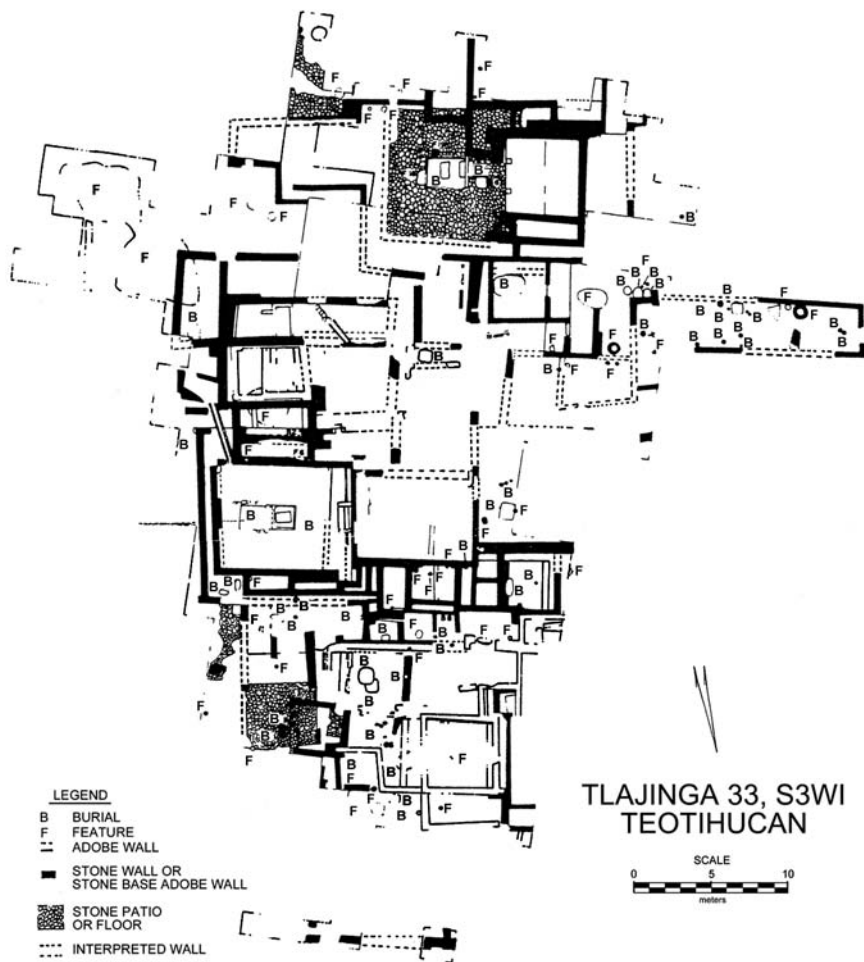 F
F
F F
F F
B
F B
F F B
F
F
B F
B B
B B F
B F B F
B B B F
B B B
F B B
B F
B F F
F
B F
B
F B
B F
B B B
F
F B
F F F
B B F B B
B
F B B B F B F F
B
F B F
B
F B F
B
B B F
F B
F B F
F B B
LEGEND
B BURIAL
F FEATURE
ADOBE WALL
STONE WALL OR
STONE BASE ADOBE WALL
STONE PATIO
OR FLOOR
INTERPRETED WALL
TLAJINGA 33, S3WI
TEOTIHUCAN
SCALE
0 5 10
meters